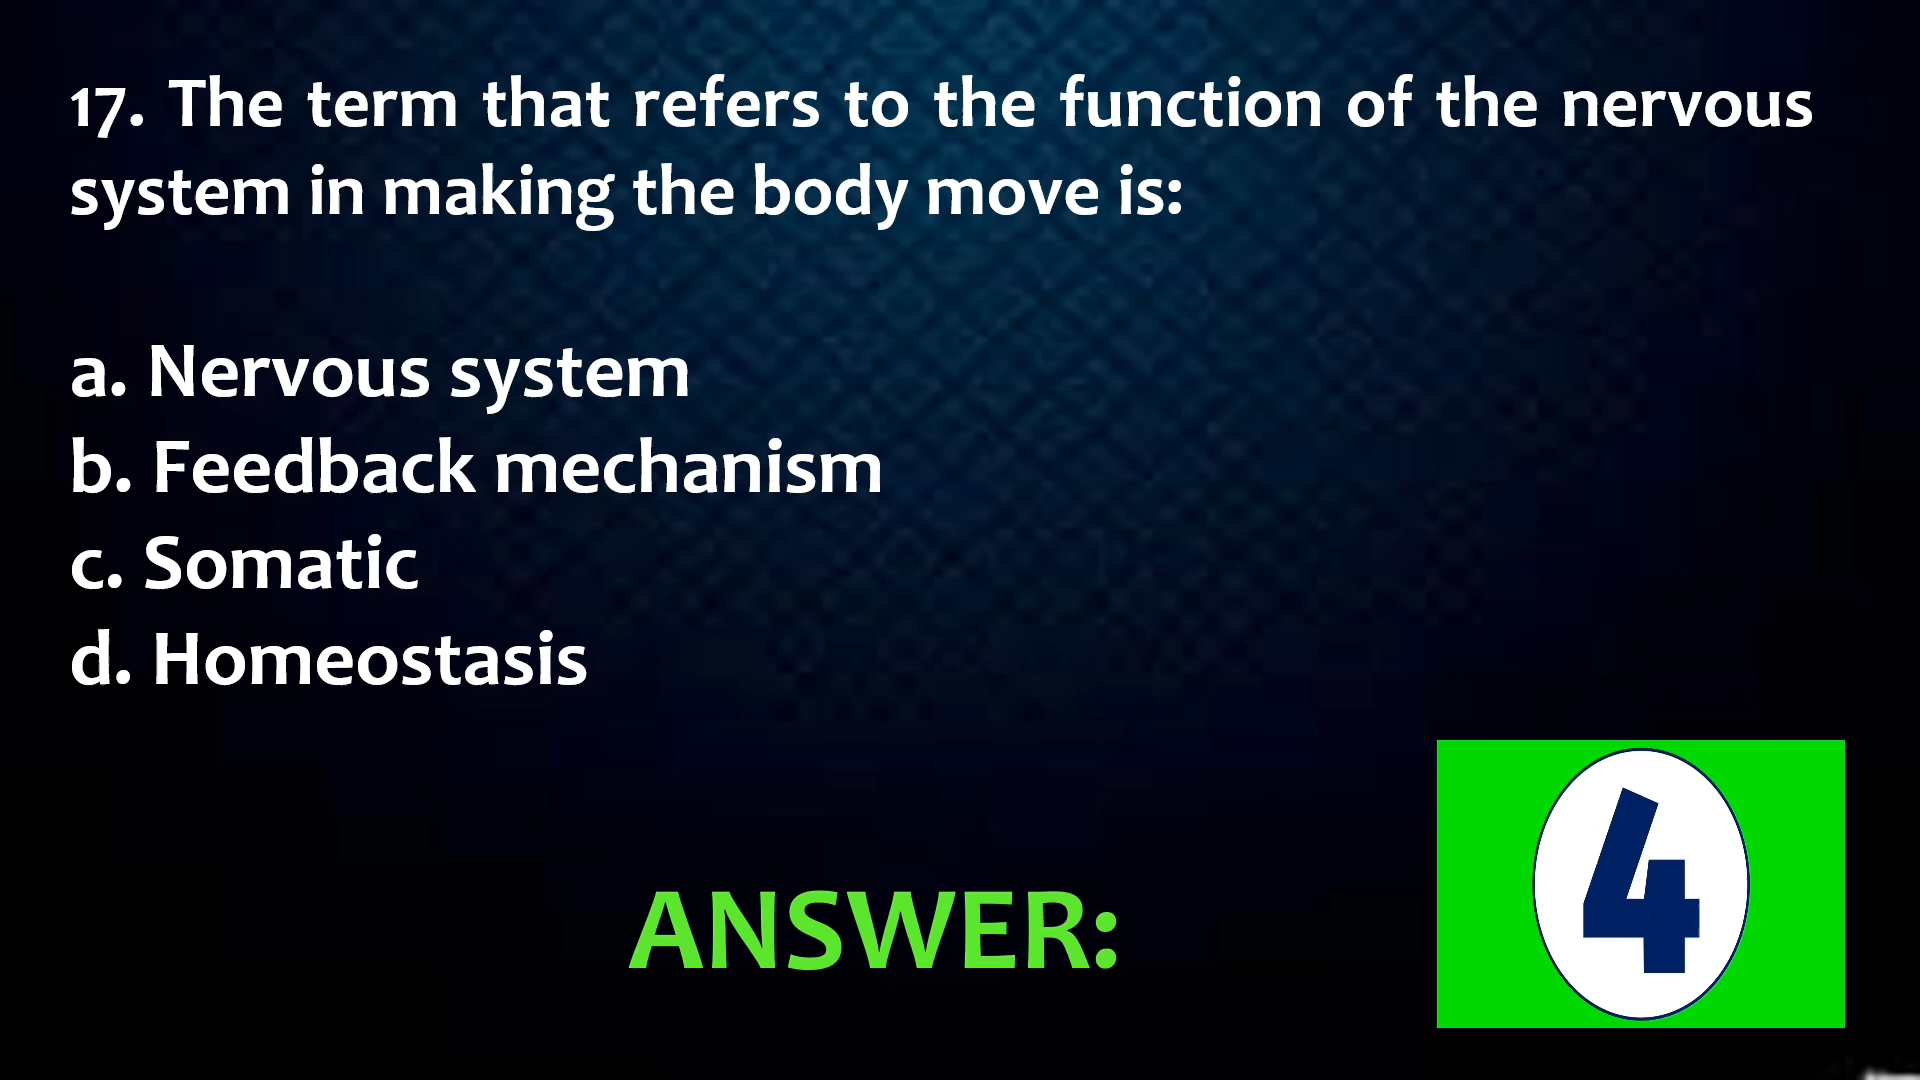 17. The term that refers to the function of the nervous
system in making the body move is:
a. Nervous system
b. Feedback mechanism
c. Somatic
d. Homeostasis
ANSWER:
4